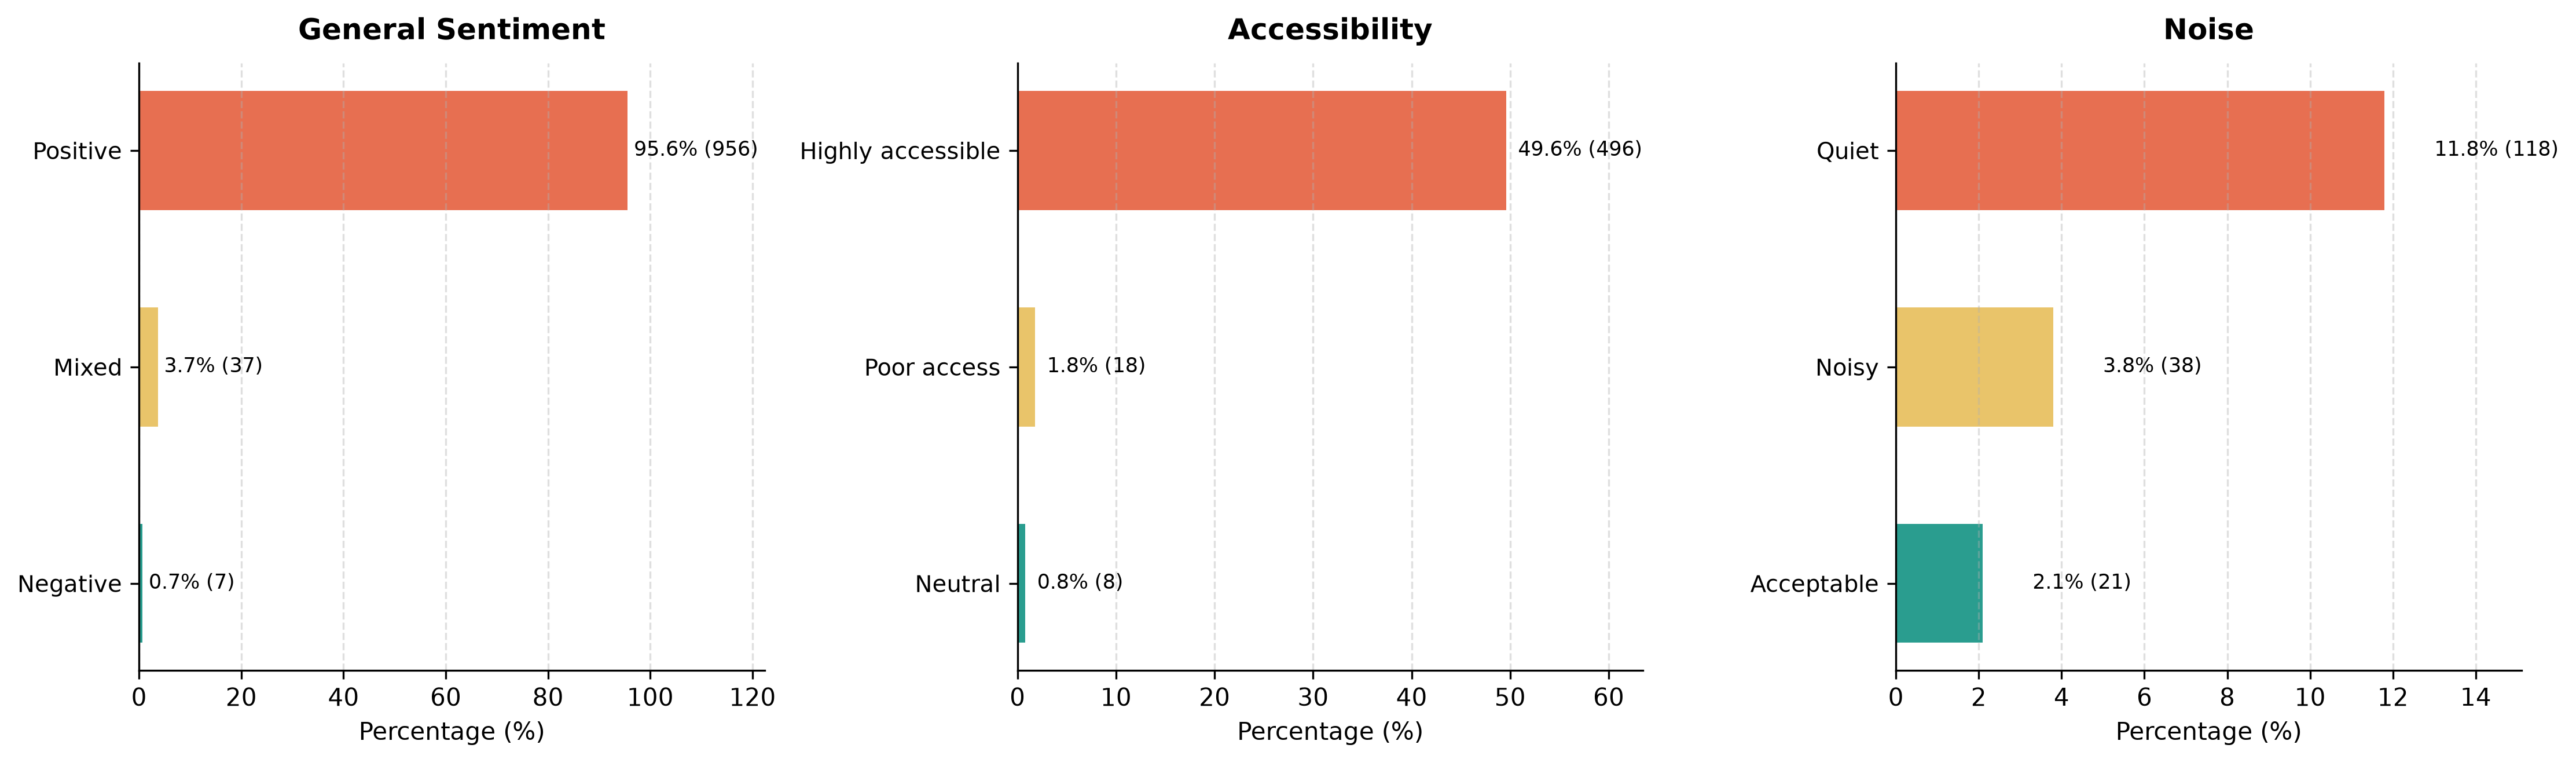 General Sentiment
Positive
95.6% (956)
Mixed
3.7% (37)
Negative
0.7% (7)
0 20 40 60 80 100 120
Percentage (%)
Accessibility
Highly accessible
49.6% (496)
Poor access
1.8% (18)
Neutral
0.8% (8)
0 10 20 30 40 50 60
Percentage (%)
Noise
Quiet
11.8% (118)
Noisy
3.8% (38)
Acceptable
2.1% (21)
0 2 4 6 8 10 12 14
Percentage (%)